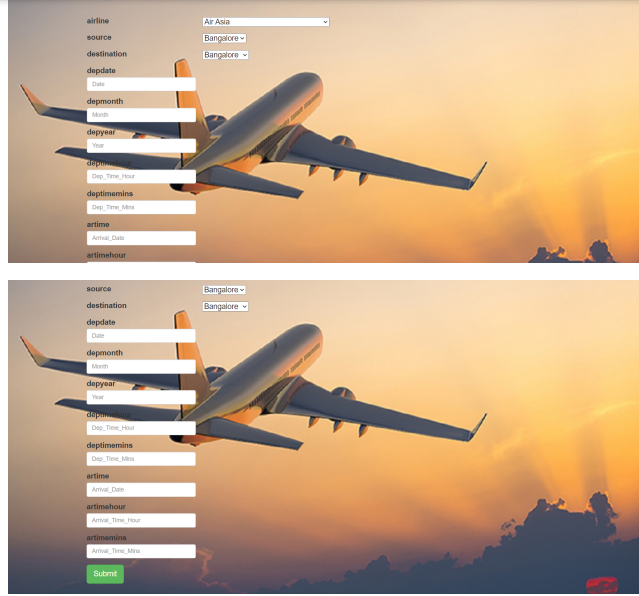 airline Air Asia
source Bangalore
destination Bangalore
depdate
Date
depmonth
Month
depyear
Year
deptimehour
Dep_Time_Hour
deptimemins
Dep_Time_Mins
artime
Arrival_Date
artimehour
source Bangalore
destination Bangalore
depdate
Date
depmonth
Month
depyear
Year
deptimehour
Dep_Time_Hour
deptimemins
Dep_Time_Mins
artime
Arrival_Date
artimehour
Arrival_Time_Hour
artimemins
Arrival_Time_Mins
Submit